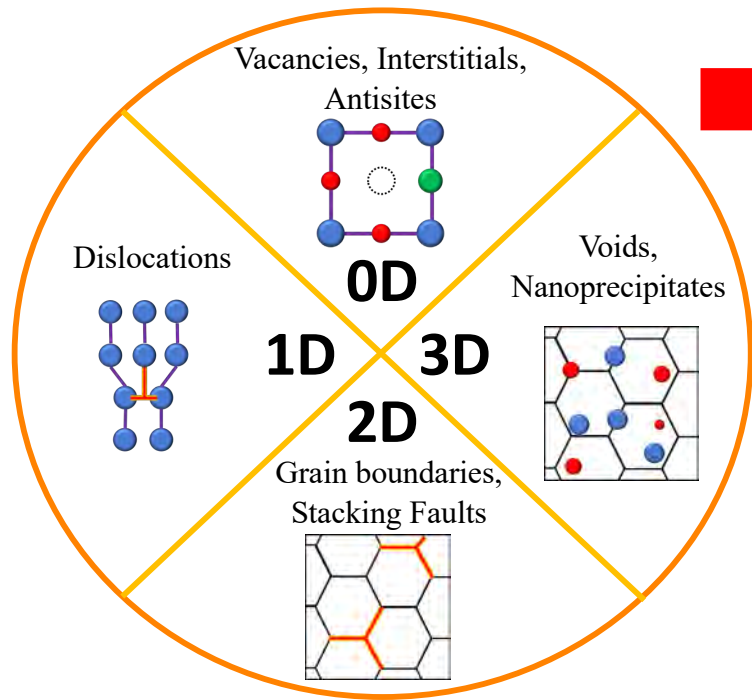 Vacancies, Interstitials,
Antisites
0D
Dislocations
1D
Voids,
Nanoprecipitates
3D
2D
Grain boundaries,
Stacking Faults